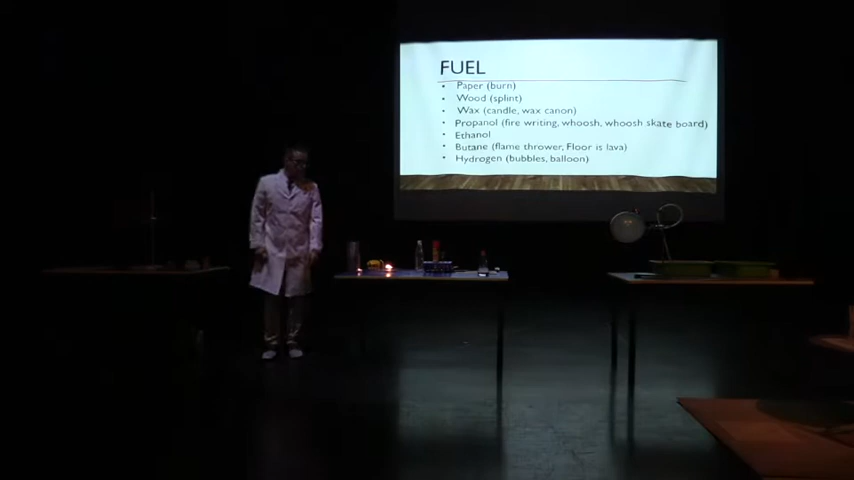 FUEL
• Paper (burn)
• Wood (splint)
• Wax (candle, wax canon)
• Propanol (fire writing, whoosh, whoosh skate board)
• Ethanol
• Butane (flame thrower, Floor is lava)
• Hydrogen (bubbles, balloon)